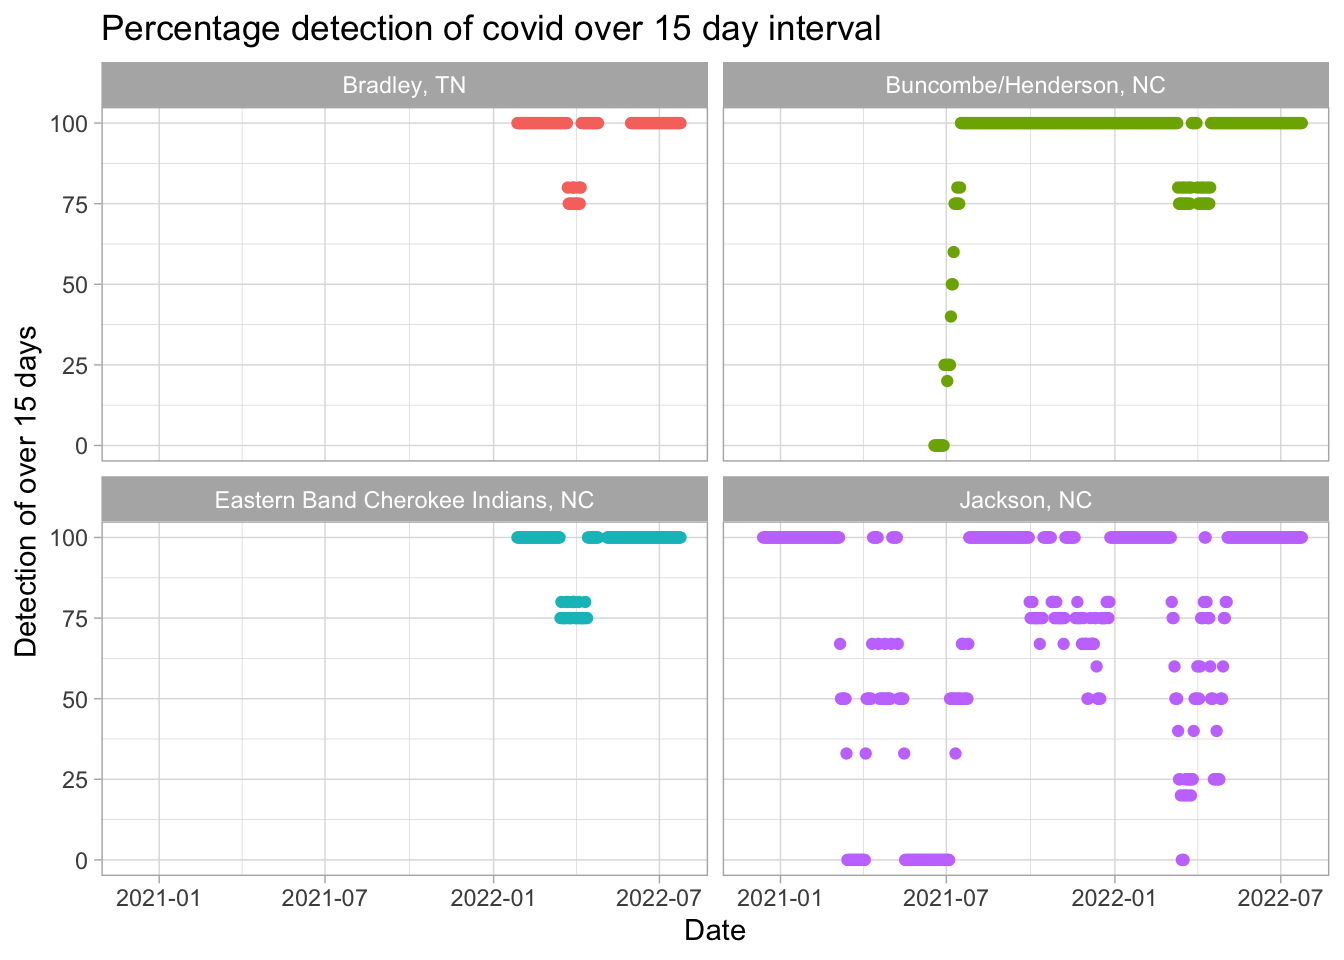 Percentage detection of covid over 15 day interval
Bradley, TN
Buncombe/Henderson, NC
100
75
50
25
0
Eastern Band Cherokee Indians, NC
Jackson, NC
100
75
50
25
0
Detection of over 15 days
2021-01
2021-07
2022-01
2022-07
2021-01
2021-07
2022-01
2022-07
Date